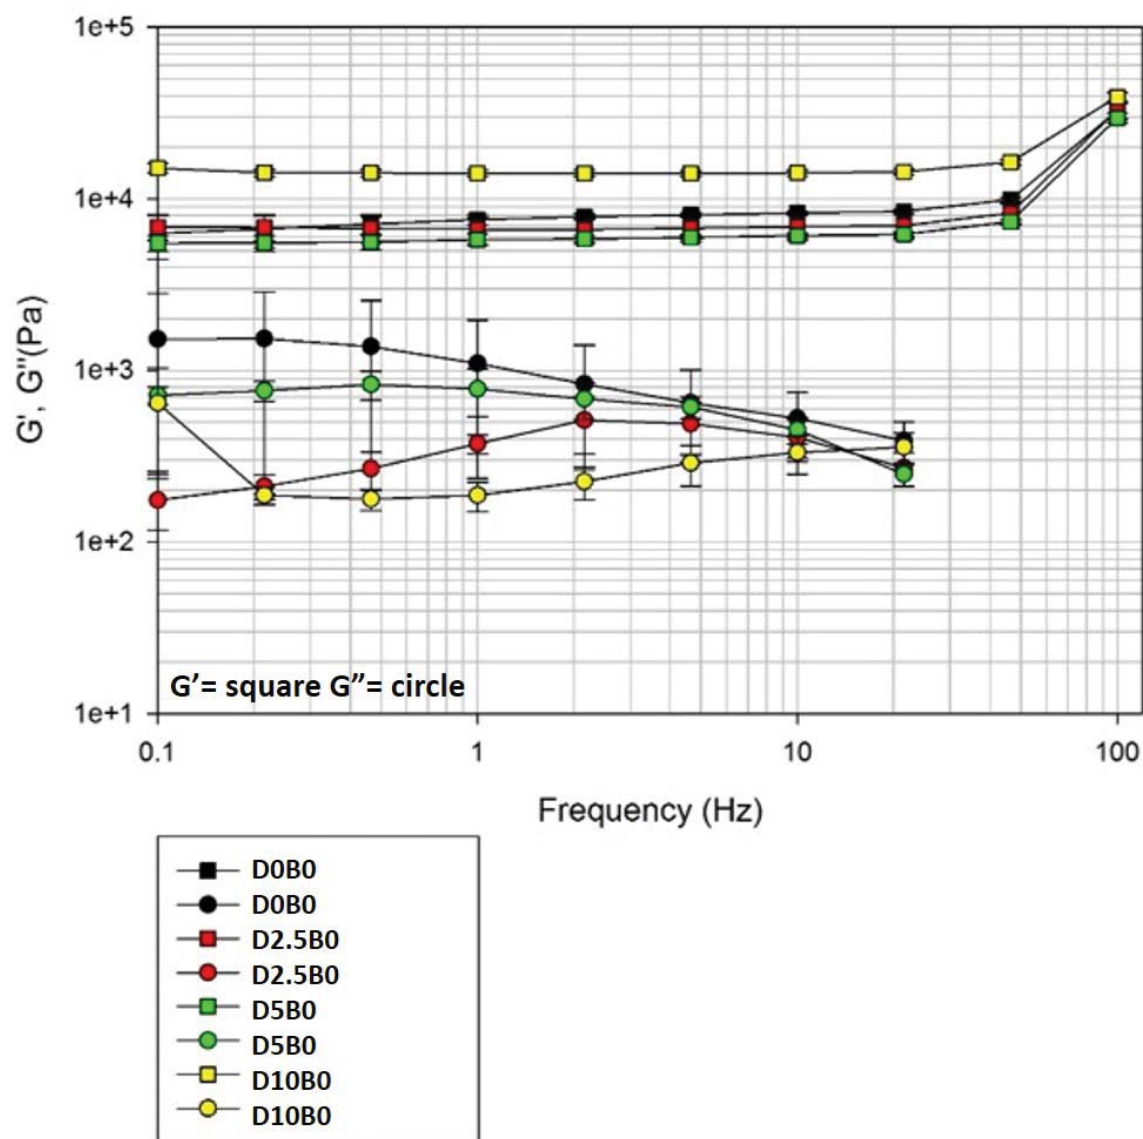 1e+5
1e+4
1e+3
1e+2
1e+1
G', G''(Pa)
G’= square G”= circle
0.1 1 10 100
Frequency (Hz)
D0B0
D0B0
D2.5B0
D2.5B0
D5B0
D5B0
D10B0
D10B0